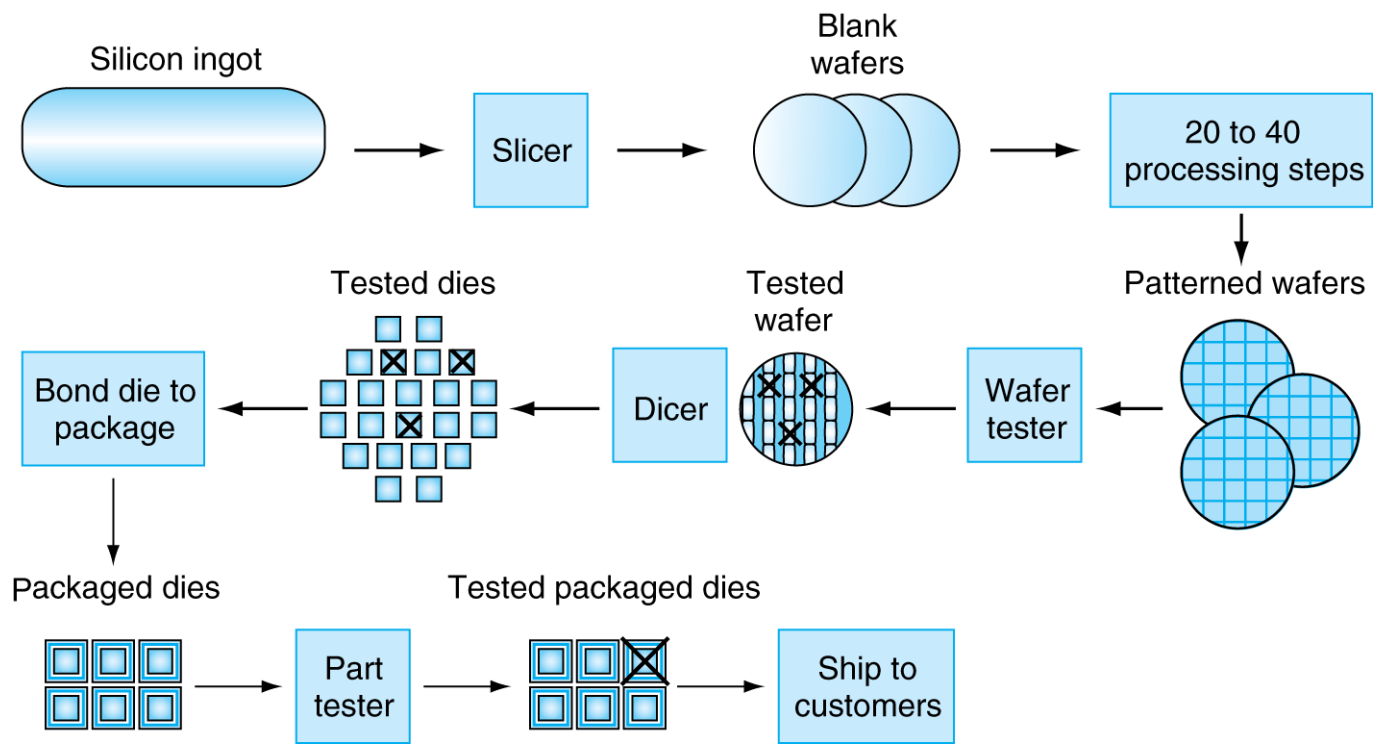 Silicon ingot
Slicer
Blank
wafers
20 to 40
processing steps
Patterned wafers
Wafer
tester
Tested
wafer
Dicer
Tested dies
Bond die to
package
Packaged dies
Part
tester
Tested packaged dies
Ship to
customers